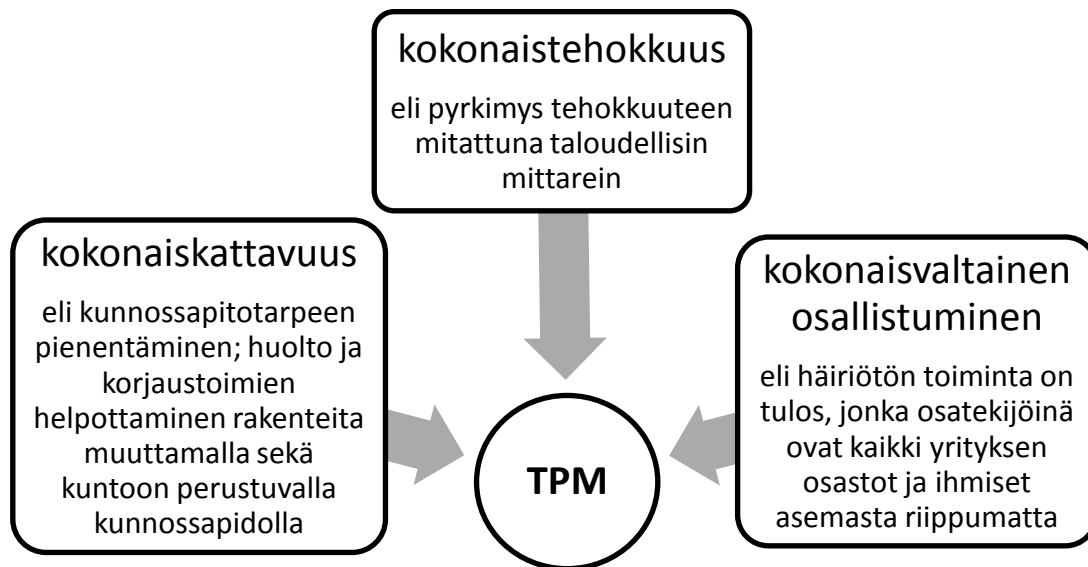 kokonaistehokkuus
eli pyrkimys tehokkuuteen
mitattuna taloudellisin
mittarein
kokonaiskattavuus
eli kunnossapitotarpeen
pienentäminen; huolto ja
korjaustoimien
helpottaminen rakenteita
muuttamalla sekä
kuntoon perustuvalla
kunnossapidolla
kokonaisvaltainen
osallistuminen
eli häiriötön toiminta on
tulos, jonka osatekijöinä
ovat kaikki yrityksen
osastot ja ihmiset
asemasta riippumatta
TPM